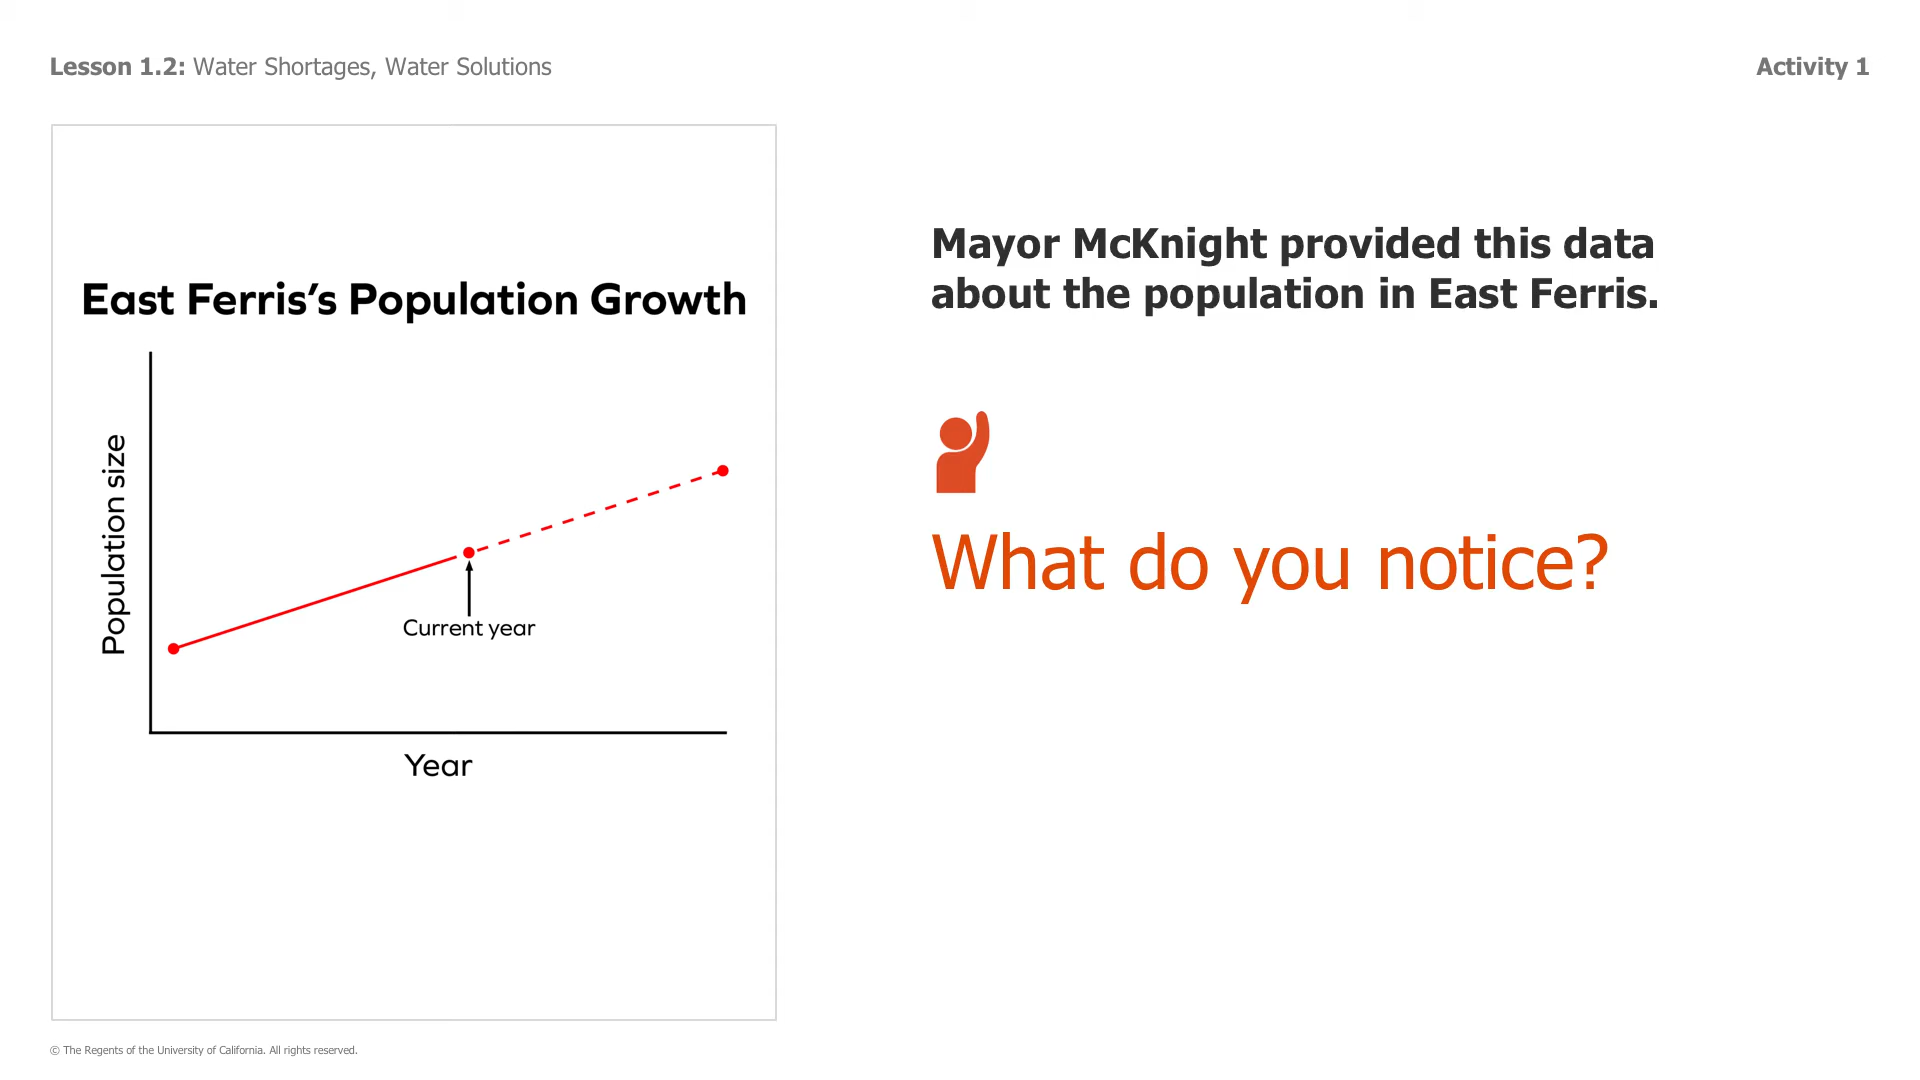 Lesson 1.2: Water Shortages, Water Solutions
Activity 1
East Ferris’s Population Growth
Population size
Current year
Year
Mayor McKnight provided this data
about the population in East Ferris.
What do you notice?
© The Regents of the University of California. All rights reserved.